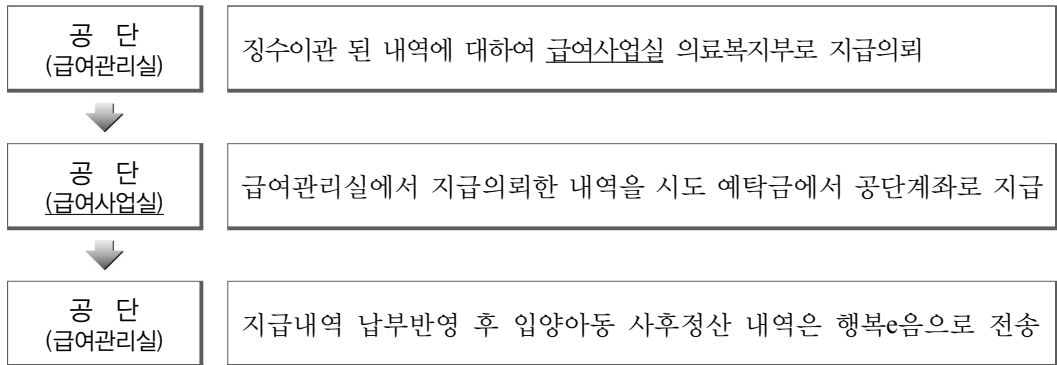 공 단
(급여관리실)
징수이관 된 내역에 대하여 급여사업실 의료복지부로 지급의뢰
공 단
(급여사업실)
급여관리실에서 지급의뢰한 내역을 시도 예탁금에서 공단계좌로 지급
공 단
(급여관리실)
지급내역 납부반영 후 입양아동 사후정산 내역은 행복e음으로 전송